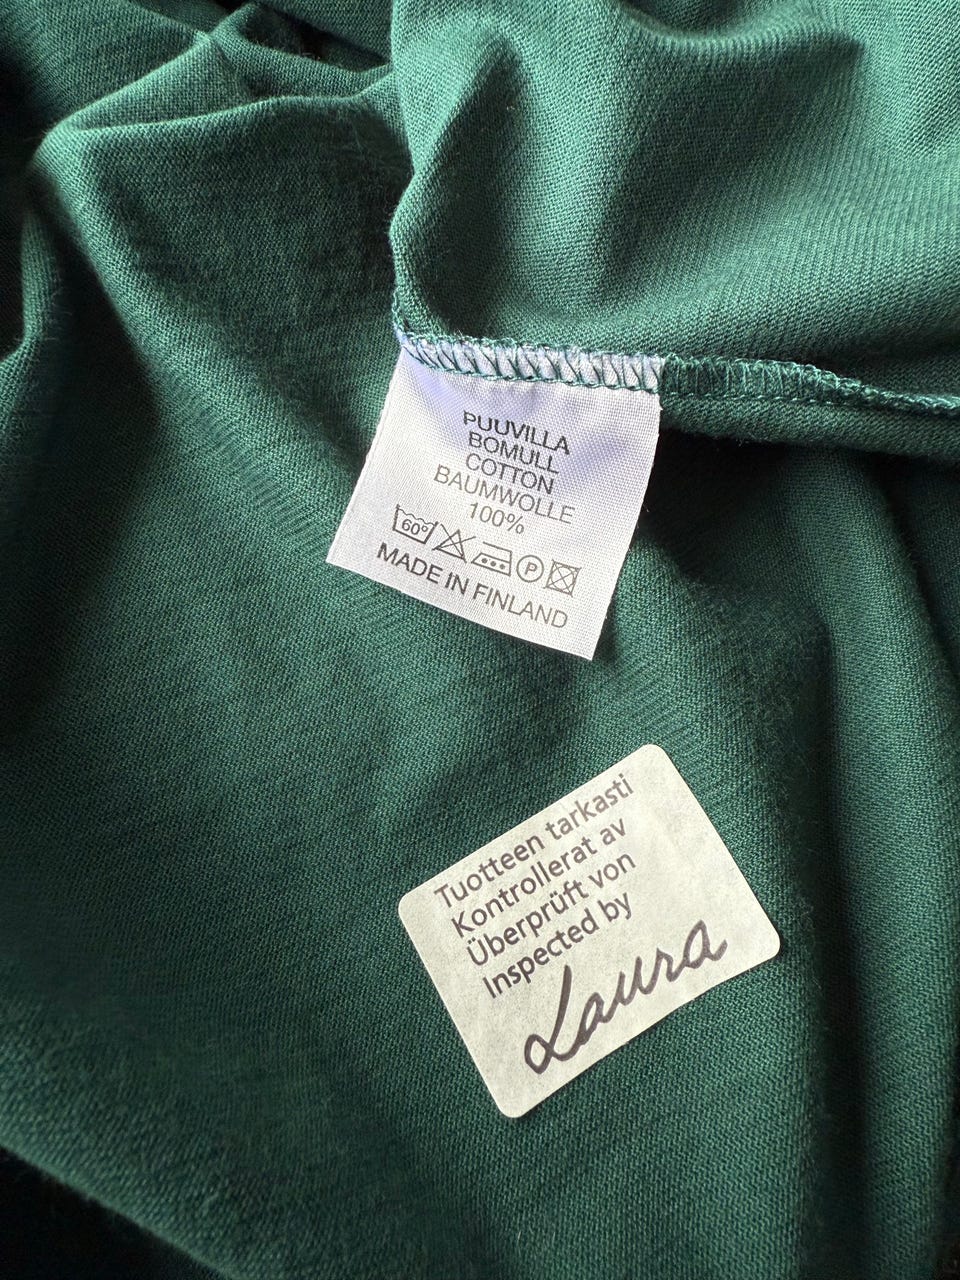 PUUVILLA
BOMULL
COTTON
BAUMWOLLE
100%
60° P
MADE IN FINLAND
Tuotteen tarkasti
Kontrollerat av
Überprüft von
Inspected by
Laura